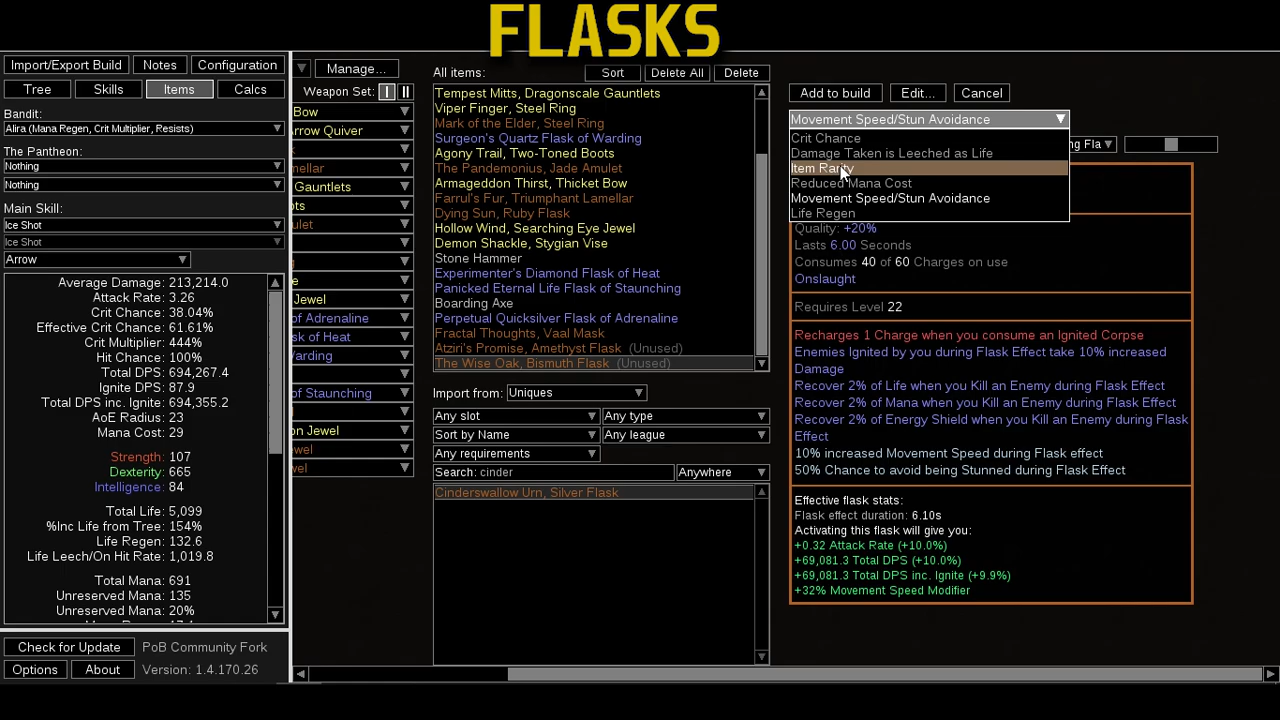 FLASKS
Import/Export Build
Notes
Configuration
Tree
Skills
Items
Calcs
Bandit:
Alira (Mana Regen, Crit Multiplier, Resists)
The Pantheon:
Nothing
Nothing
Main Skill:
Ice Shot
Ice Shot
Arrow
Average Damage: 213,214.0
Attack Rate: 3.26
Crit Chance: 38.04%
Effective Crit Chance: 61.61%
Crit Multiplier: 444%
Hit Chance: 100%
Total DPS: 694,267.4
Ignite DPS: 87.9
Total DPS inc. Ignite: 694,355.2
AoE Radius: 23
Mana Cost: 29
Strength: 107
Dexterity: 665
Intelligence: 84
Total Life: 5,099
%Inc Life from Tree: 154%
Life Regen: 132.6
Life Leech/On Hit Rate: 1,019.8
Total Mana: 691
Unreserved Mana: 135
Unreserved Mana: 20%
Check for Update
PoB Community Fork
Options
About
Version: 1.4.170.26
Manage...
Weapon Set: I II
Bow
rrow Quiver
mellar
Gauntlets
ots
ulet
e
Jewel
of Adrenaline
sk of Heat
Varding
of Staunching
on Jewel
ewel
wel
All items:
Sort
Delete All
Delete
Tempest Mitts, Dragonscale Gauntlets
Viper Finger, Steel Ring
Mark of the Elder, Steel Ring
Surgeon's Quartz Flask of Warding
Agony Trail, Two-Toned Boots
The Pandemonius, Jade Amulet
Armageddon Thirst, Thicket Bow
Farrul's Fur, Triumphant Lamellar
Dying Sun, Ruby Flask
Hollow Wind, Searching Eye Jewel
Demon Shackle, Stygian Vise
Stone Hammer
Experimenter's Diamond Flask of Heat
Panicked Eternal Life Flask of Staunching
Boarding Axe
Perpetual Quicksilver Flask of Adrenaline
Fractal Thoughts, Vaal Mask
Atziri's Promise, Amethyst Flask (Unused)
The Wise Oak, Bismuth Flask (Unused)
Import from: Uniques
Any slot
Any type
Sort by Name
Any league
Any requirements
Search: cinder
Anywhere
Cinderswallow Urn, Silver Flask
Add to build
Edit...
Cancel
Movement Speed/Stun Avoidance
Crit Chance
Damage Taken is Leeched as Life
Item Rarity
Reduced Mana Cost
Movement Speed/Stun Avoidance
Life Regen
ng Fla
Quality: +20%
Lasts 6.00 Seconds
Consumes 40 of 60 Charges on use
Onslaught
Requires Level 22
Recharges 1 Charge when you consume an Ignited Corpse
Enemies Ignited by you during Flask Effect take 10% increased
Damage
Recover 2% of Life when you Kill an Enemy during Flask Effect
Recover 2% of Mana when you Kill an Enemy during Flask Effect
Recover 2% of Energy Shield when you Kill an Enemy during Flask
Effect
10% increased Movement Speed during Flask effect
50% Chance to avoid being Stunned during Flask Effect
Effective flask stats:
Flask effect duration: 6.10s
Activating this flask will give you:
+0.32 Attack Rate (+10.0%)
+69,081.3 Total DPS (+10.0%)
+69,081.3 Total DPS inc. Ignite (+9.9%)
+32% Movement Speed Modifier